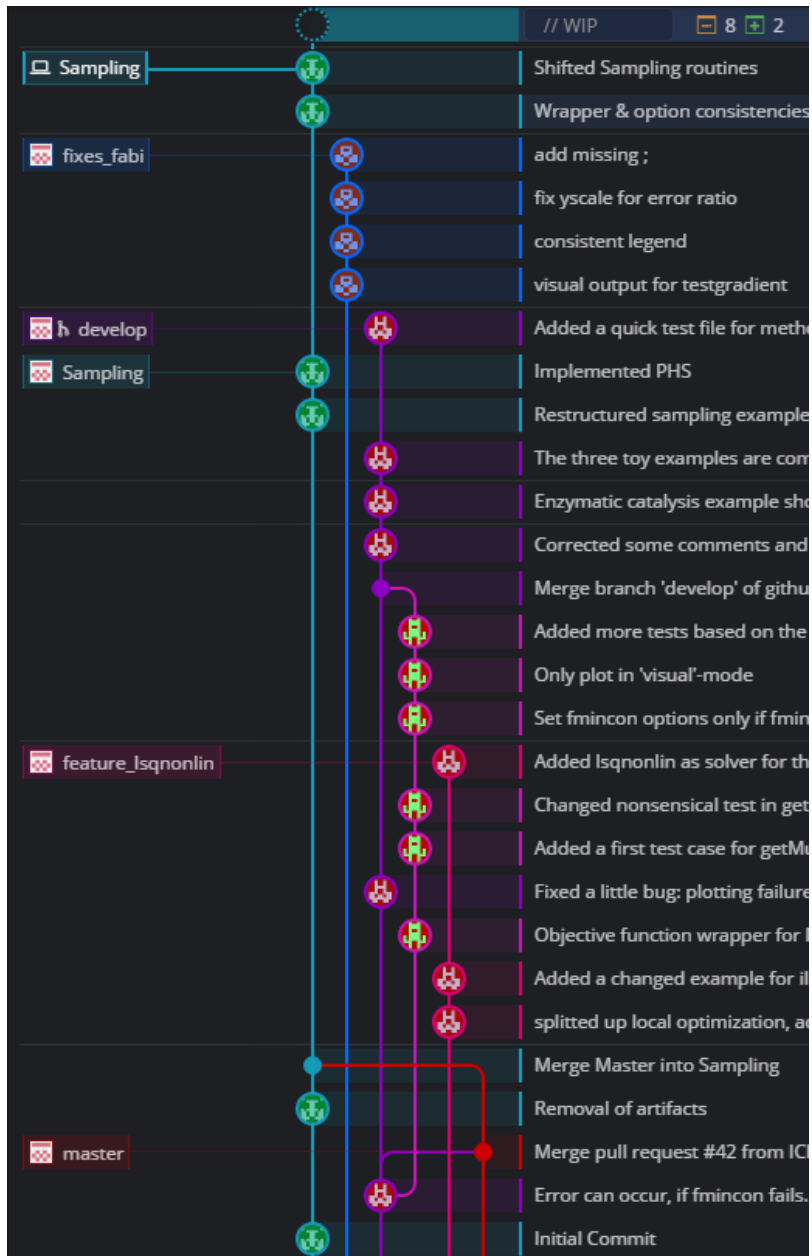 // WIP 8 2
Sampling Shifted Sampling routines
Wrapper & option consistencies
fixes_fabi add missing ;
fix yscale for error ratio
consistent legend
visual output for testgradient
develop Added a quick test file for meth
Sampling Implemented PHS
Restructured sampling example
The three toy examples are com
Enzymatic catalysis example sho
Corrected some comments and
Merge branch 'develop' of githu
Added more tests based on the
Only plot in 'visual'-mode
Set fmincon options only if fmin
feature_lsqnonlin Added lsqnonlin as solver for th
Changed nonsensical test in get
Added a first test case for getMu
Fixed a little bug: plotting failure
Objective function wrapper for
Added a changed example for il
splitted up local optimization, a
Merge Master into Sampling
Removal of artifacts
master Merge pull request #42 from ICI
Error can occur, if fmincon fails.
Initial Commit